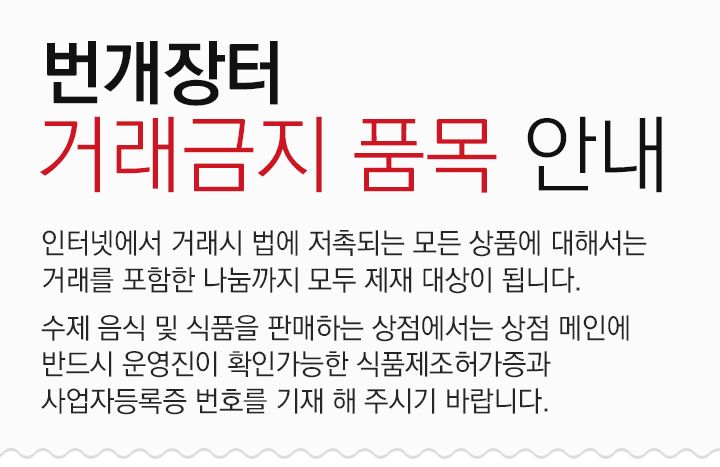 번개장터
거래금지 품목 안내
인터넷에서 거래시 법에 저촉되는 모든 상품에 대해서는
거래를 포함한 나눔까지 모두 제재 대상이 됩니다.
수제 음식 및 식품을 판매하는 상점에서는 상점 메인에
반드시 운영진이 확인가능한 식품제조허가증과
사업자등록증 번호를 기재 해 주시기 바랍니다.